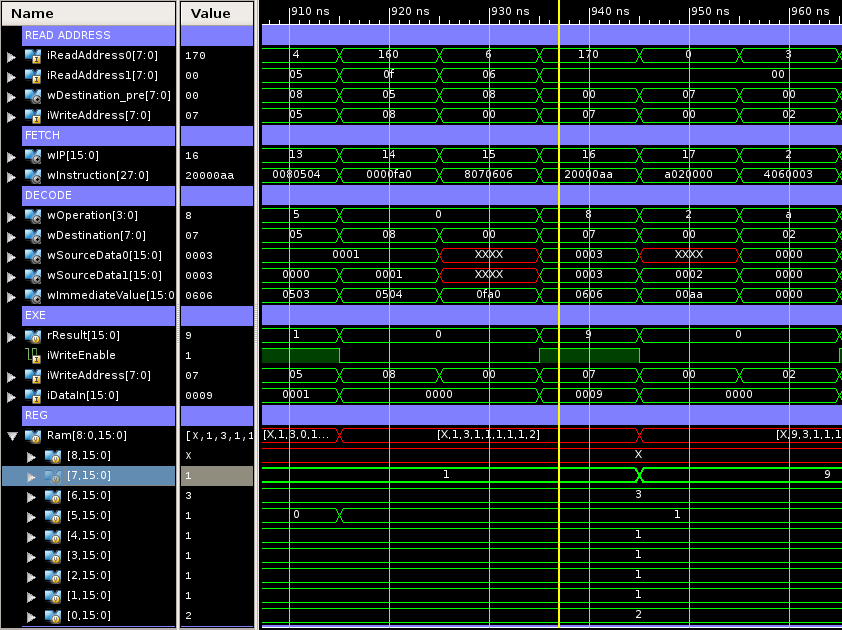 Name Value 910 ns 920 ns 930 ns 940 ns 950 ns 960 ns
READ ADDRESS
iReadAddress0[7:0] 170 4 160 6 170 0 3
iReadAddress1[7:0] 00 05 0f 06 00
wDestination_pre[7:0] 00 08 05 08 00 07 00
iWriteAddress[7:0] 07 05 08 00 07 00 02
FETCH
wIP[15:0] 16 13 14 15 16 17 2
wInstruction[27:0] 20000aa 0080504 0000fa0 8070606 20000aa a020000 4060003
DECODE
wOperation[3:0] 8 5 0 8 2 a
wDestination[7:0] 07 05 08 00 07 00 02
wSourceData0[15:0] 0003 0001 XXXX 0003 XXXX 0000
wSourceData1[15:0] 0003 0000 0001 XXXX 0003 0002 0000
wImmediateValue[15:0 0606 0503 0504 0fa0 0606 00aa 0000
EXE
rResult[15:0] 9 1 0 9 0
iWriteEnable 1
iWriteAddress[7:0] 07 05 08 00 07 00 02
iDataIn[15:0] 0009 0001 0000 0009 0000
REG
Ram[8:0,15:0] [X,1,3,1,1 [X,1,3,0,1... [X,1,3,1,1,1,1,1,2] [X,9,3,1,1,1
[8,15:0] X X
[7,15:0] 1 1 9
[6,15:0] 3 3
[5,15:0] 1 0 1
[4,15:0] 1 1
[3,15:0] 1 1
[2,15:0] 1 1
[1,15:0] 1 1
[0,15:0] 2 2